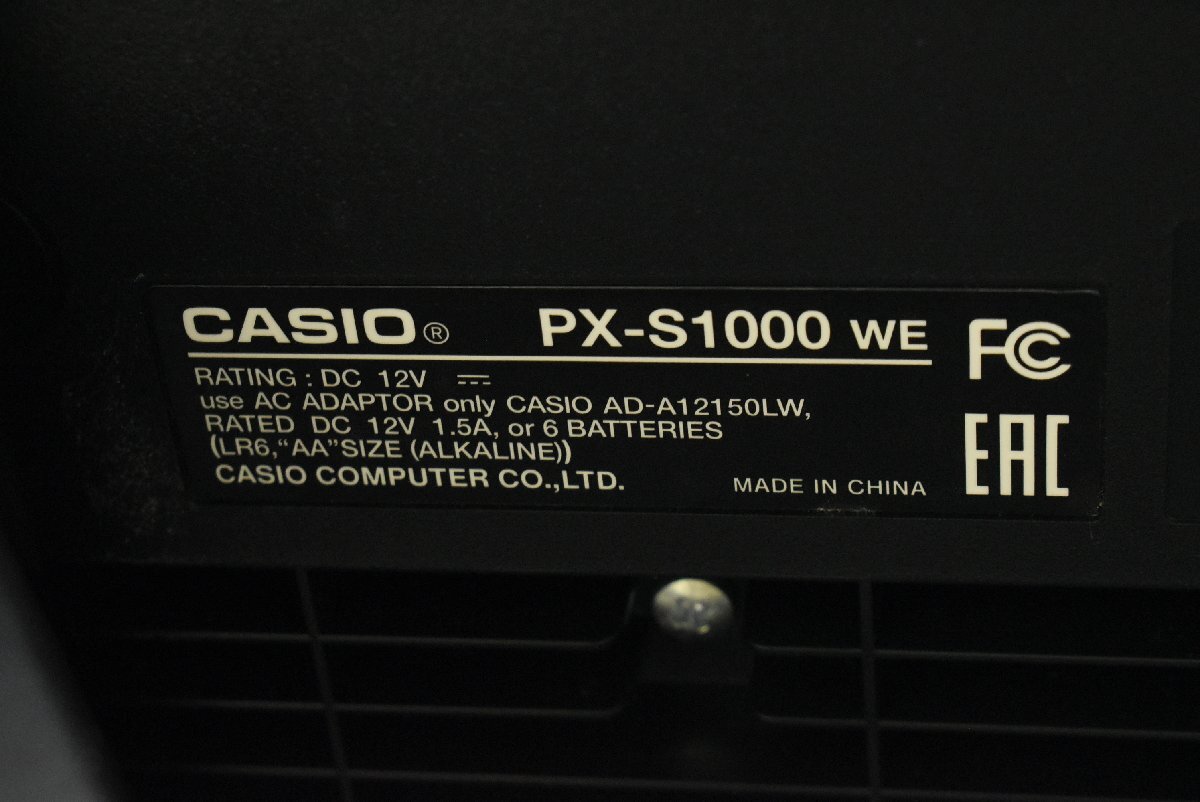 CASIO® PX-S1000 WE
FC
RATING : DC 12V ⎓
use AC ADAPTOR only CASIO AD-A12150LW,
RATED DC 12V 1.5A, or 6 BATTERIES
(LR6,“AA”SIZE (ALKALINE))
CASIO COMPUTER CO.,LTD.
MADE IN CHINA
EAC